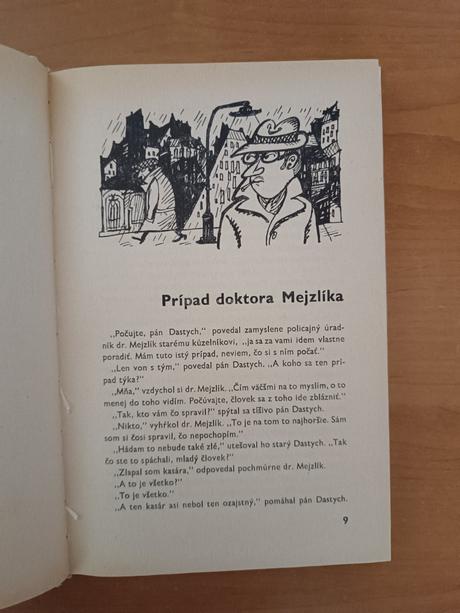 Prípad doktora Mejzlíka
„Počujte, pán Dastych,“ povedal zamyslene policajný úrad-
ník dr. Mejzlík starému kúzelníkovi, „ja sa za vami idem vlastne
poradiť. Mám tuto istý prípad, neviem, čo si s ním počať.“
„Len von s tým,“ povedal pán Dastych. „A koho sa ten prí-
pad týka?“
„Mňa,“ vzdychol si dr. Mejzlík. „Čím väčšmi na to myslím, o to
menej do toho vidím. Počúvajte, človek sa z toho ide zblázniť.“
„Tak, kto vám čo spravil?“ spýtal sa tíšivo pán Dastych.
„Nikto,“ vyhŕkol dr. Mejzlík. „To je na tom to najhoršie. Sám
som si čosi spravil, čo nepochopím.“
„Hádam to nebude také zlé,“ utešoval ho starý Dastych. „Tak
čo ste to spáchali, mladý človek?“
„Zlapal som kasára,“ odpovedal pochmúrne dr. Mejzlík.
„A to je všetko?“
„To je všetko.“
„A ten kasár asi nebol ten ozajstný,“ pomáhal pán Dastych.
9